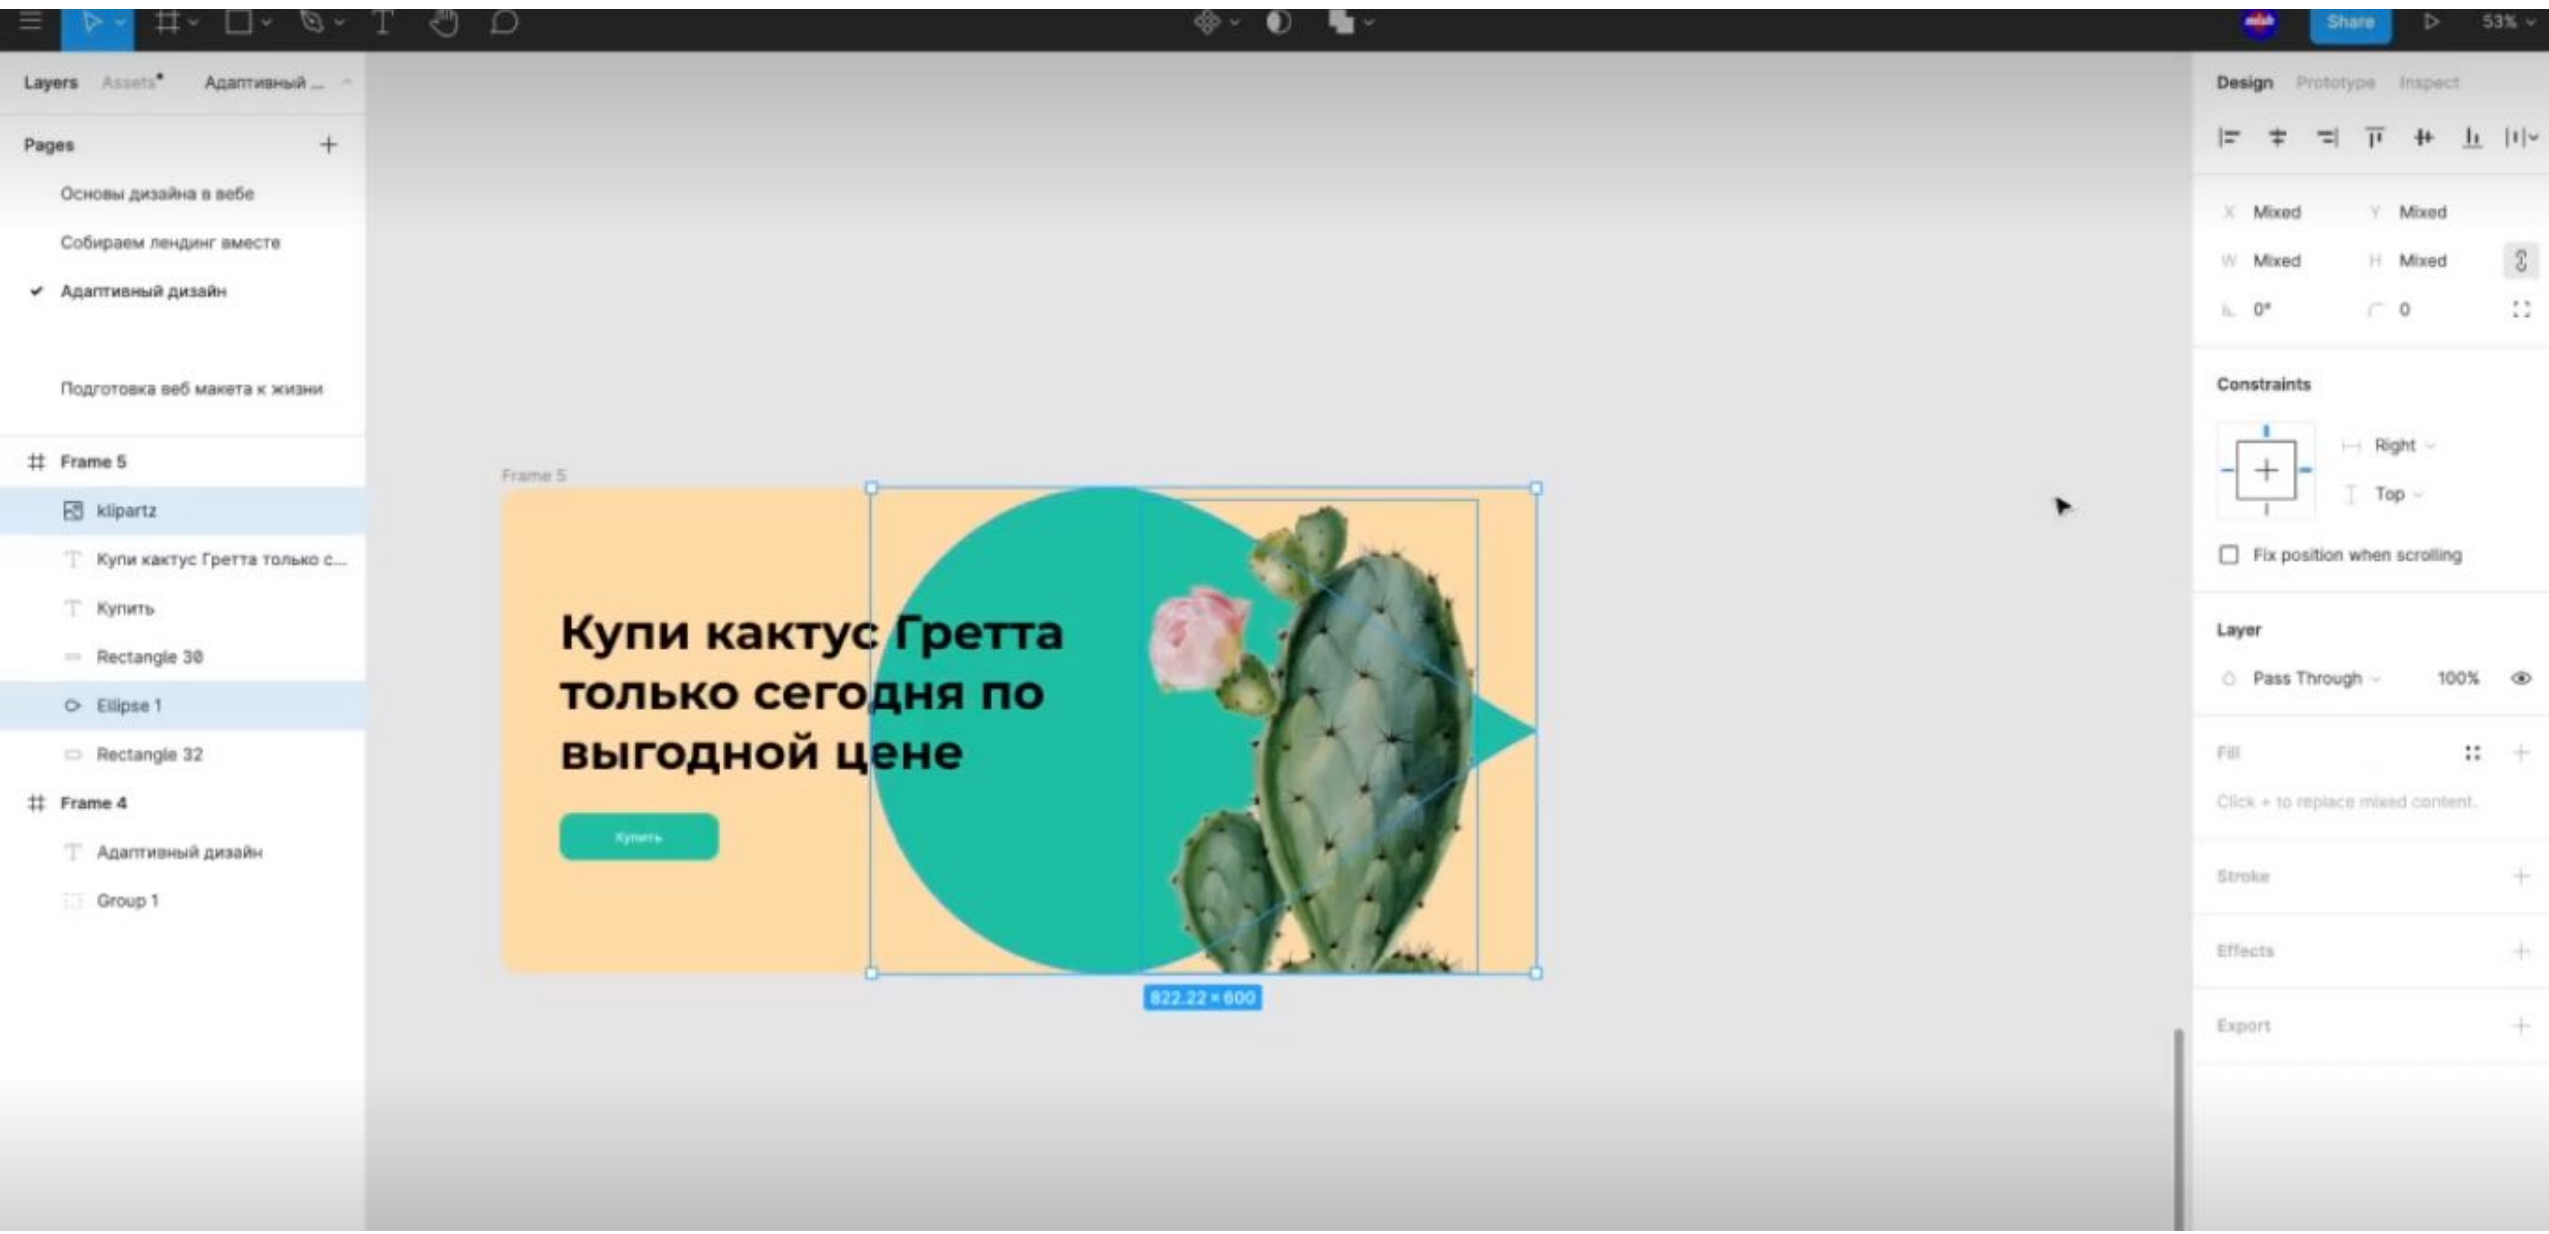 Share
53%
Layers
Assets
Адаптивный ...
Pages
Основы дизайна в вебе
Собираем лендинг вместе
Адаптивный дизайн
Подготовка веб макета к жизни
Frame 5
klipartz
Купи кактус Гретта только с...
Купить
Rectangle 30
Ellipse 1
Rectangle 32
Frame 4
Адаптивный дизайн
Group 1
Frame 5
Купи кактус Гретта
только сегодня по
выгодной цене
Купить
822.22 × 600
Design
Prototype
Inspect
X Mixed Y Mixed
W Mixed H Mixed
0° 0
Constraints
Right
Top
Fix position when scrolling
Layer
Pass Through 100%
Fill
Click + to replace mixed content.
Stroke
Effects
Export